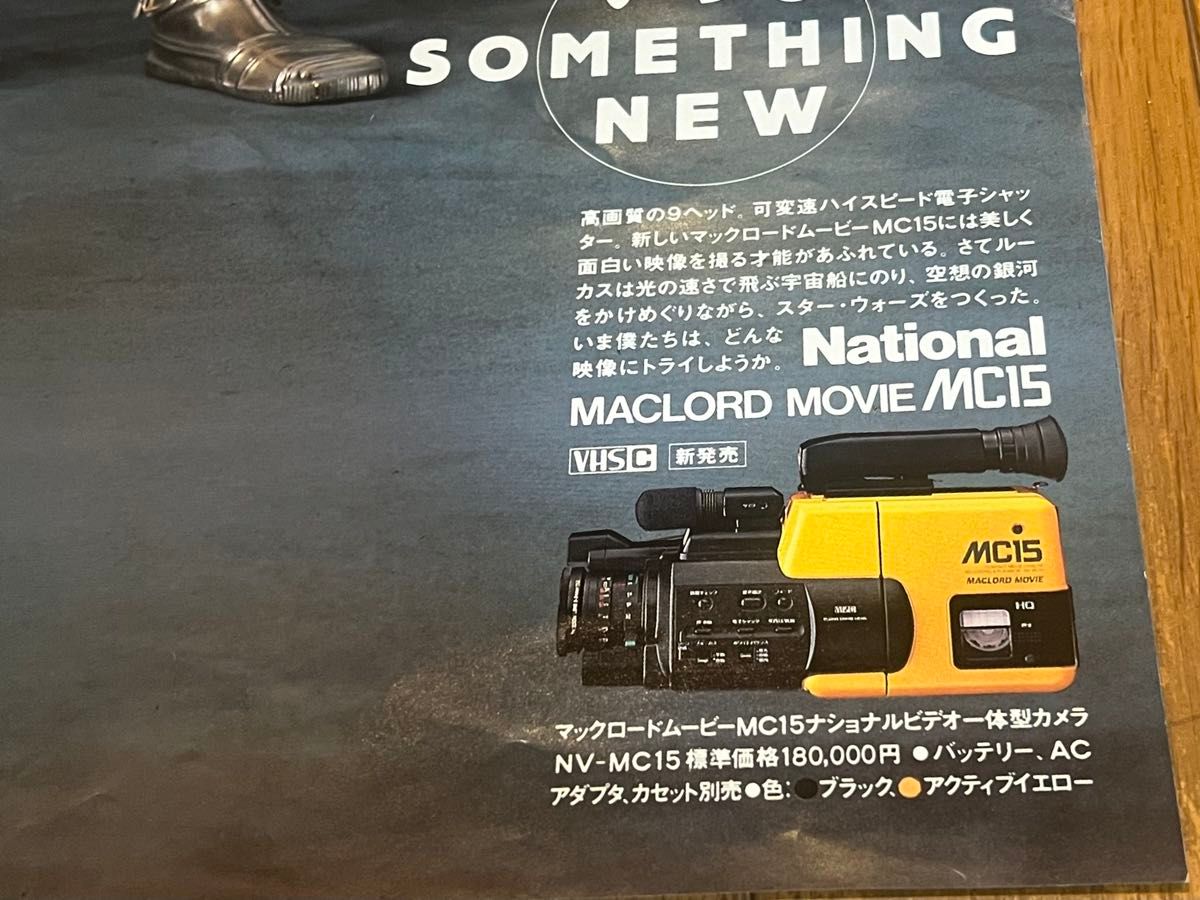 SOMETHING
NEW
高画質の9ヘッド。可変速ハイスピード電子シャッ
ター。新しいマックロードムービーMC15には美しく
面白い映像を撮る才能があふれている。さてルー
カスは光の速さで飛ぶ宇宙船にのり、空想の銀河
をかけめぐりながら、スター・ウォーズをつくった。
いま僕たちは、どんな
映像にトライしようか。
National
MACLORD MOVIE MC15
VHS C 新発売
MC15
MACLORD MOVIE
HQ
マックロードムービーMC15ナショナルビデオ一体型カメラ
NV-MC15 標準価格180,000円 ●バッテリー、AC
アダプタ、カセット別売●色:●ブラック、●アクティブイエロー